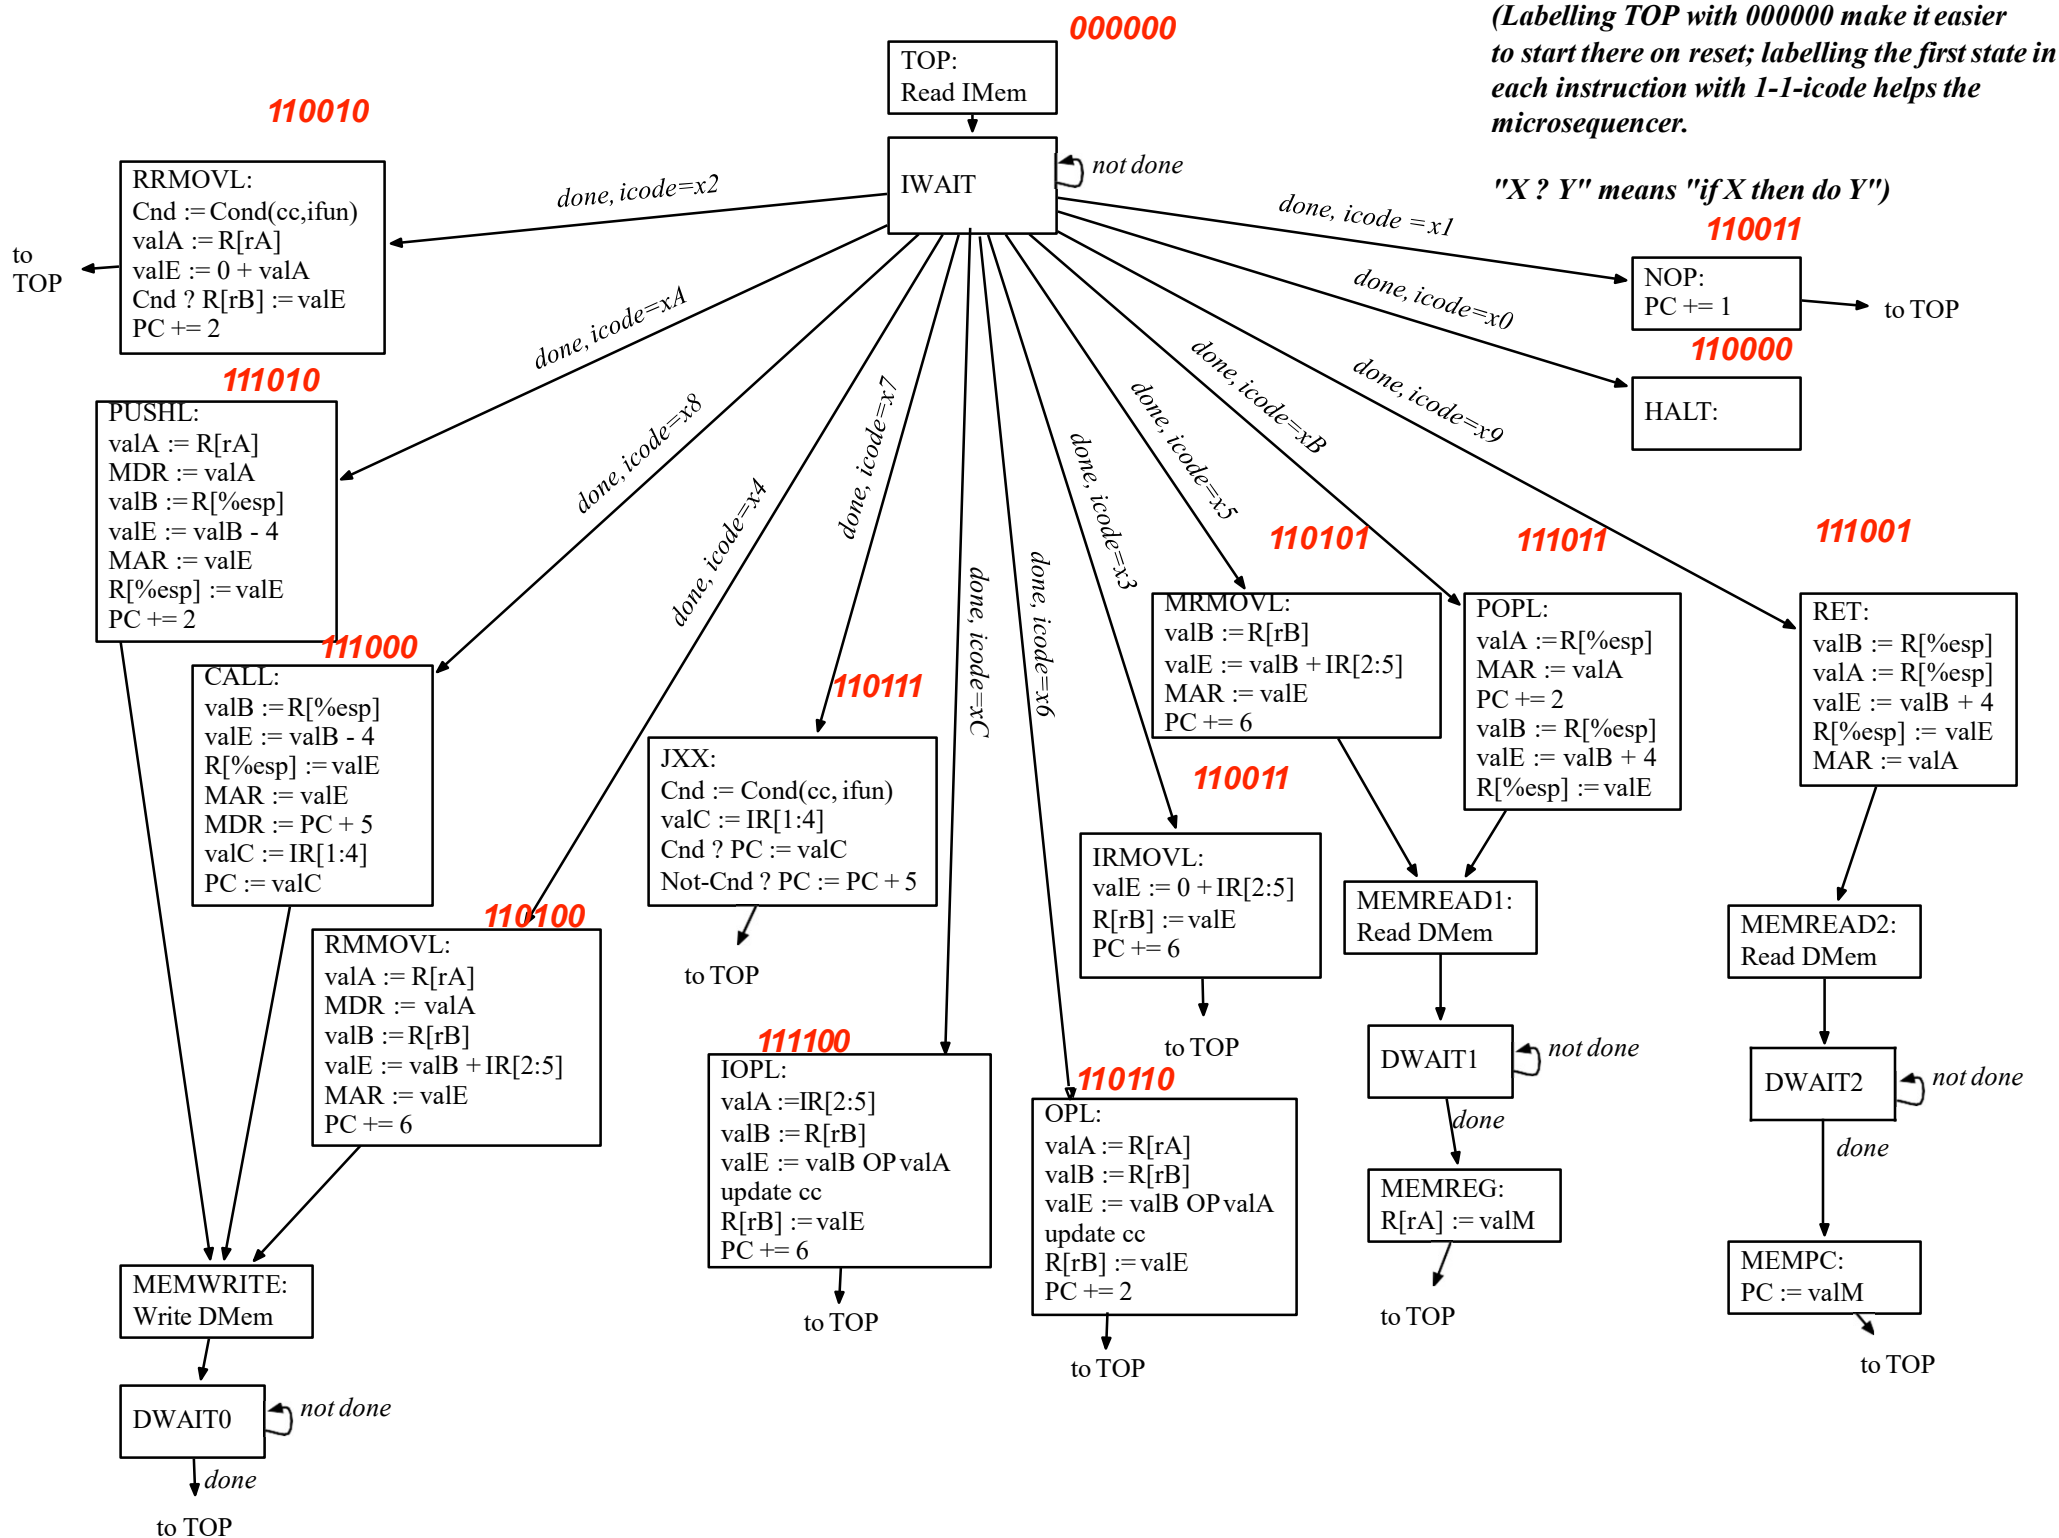 000000
(Labelling TOP with 000000 make it easier
to start there on reset; labelling the first state in
each instruction with 1-1-icode helps the
microsequencer.
"X ? Y" means "if X then do Y")
TOP:
Read IMem
IWAIT
not done
110010
RRMOVL:
Cnd := Cond(cc,ifun)
valA := R[rA]
valE := 0 + valA
Cnd ? R[rB] := valE
PC += 2
to
TOP
done, icode=x2
done, icode =x1
110011
NOP:
PC += 1
to TOP
done, icode=x0
110000
HALT:
done, icode=xA
111010
PUSHL:
valA := R[rA]
MDR := valA
valB := R[%esp]
valE := valB - 4
MAR := valE
R[%esp] := valE
PC += 2
done, icode=x8
111000
CALL:
valB := R[%esp]
valE := valB - 4
R[%esp] := valE
MAR := valE
MDR := PC + 5
valC := IR[1:4]
PC := valC
done, icode=x4
110100
RMMOVL:
valA := R[rA]
MDR := valA
valB := R[rB]
valE := valB + IR[2:5]
MAR := valE
PC += 6
done, icode=x7
110111
JXX:
Cnd := Cond(cc, ifun)
valC := IR[1:4]
Cnd ? PC := valC
Not-Cnd ? PC := PC + 5
to TOP
done, icode=xC
111100
IOPL:
valA :=IR[2:5]
valB := R[rB]
valE := valB OP valA
update cc
R[rB] := valE
PC += 6
to TOP
done, icode=x6
110110
OPL:
valA := R[rA]
valB := R[rB]
valE := valB OP valA
update cc
R[rB] := valE
PC += 2
to TOP
done, icode=x3
110011
IRMOVL:
valE := 0 + IR[2:5]
R[rB] := valE
PC += 6
to TOP
done, icode=x5
110101
MRMOVL:
valB := R[rB]
valE := valB + IR[2:5]
MAR := valE
PC += 6
done, icode=xB
111011
POPL:
valA := R[%esp]
MAR := valA
PC += 2
valB := R[%esp]
valE := valB + 4
R[%esp] := valE
done, icode=x9
111001
RET:
valB := R[%esp]
valA := R[%esp]
valE := valB + 4
R[%esp] := valE
MAR := valA
MEMREAD1:
Read DMem
DWAIT1
not done
done
MEMREG:
R[rA] := valM
to TOP
MEMREAD2:
Read DMem
DWAIT2
not done
done
MEMPC:
PC := valM
to TOP
MEMWRITE:
Write DMem
DWAIT0
not done
done
to TOP